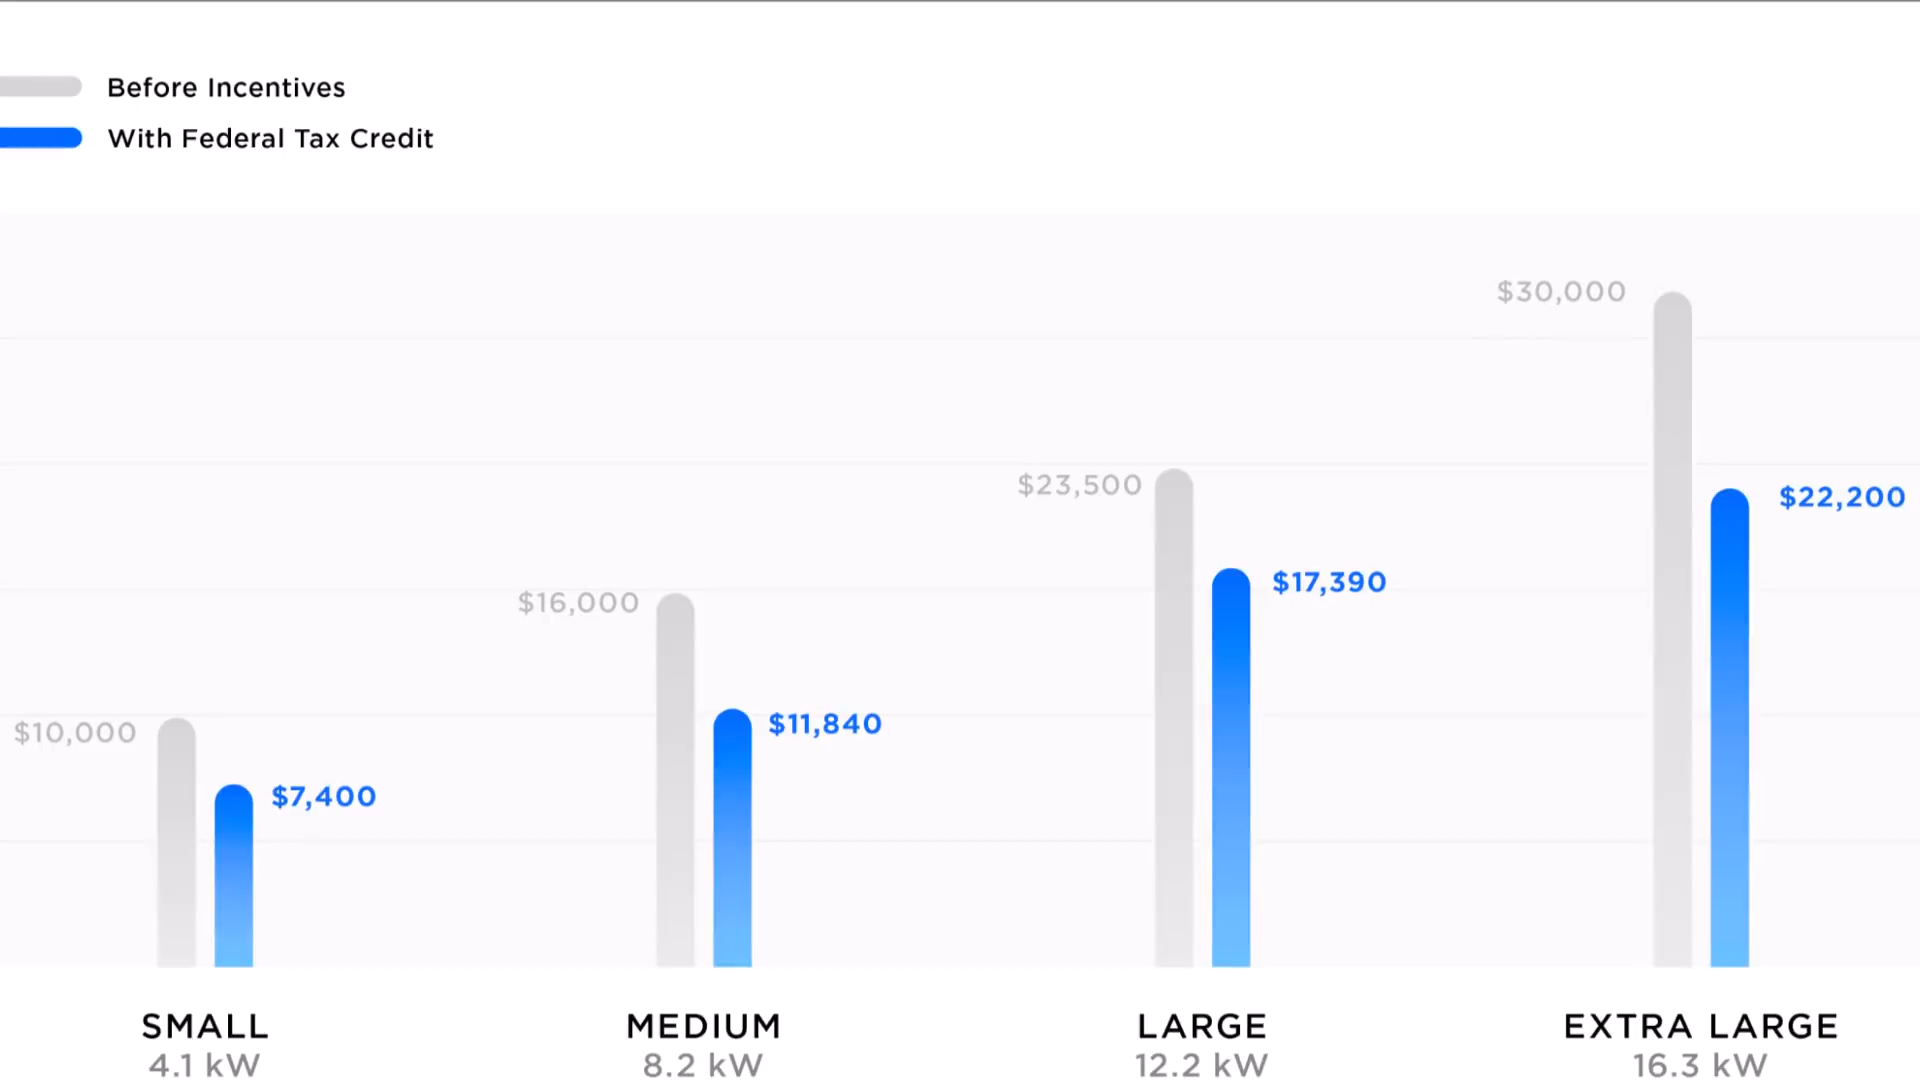 Before Incentives
With Federal Tax Credit
$30,000
$22,200
$23,500
$17,390
$16,000
$11,840
$10,000
$7,400
SMALL
4.1 kW
MEDIUM
8.2 kW
LARGE
12.2 kW
EXTRA LARGE
16.3 kW